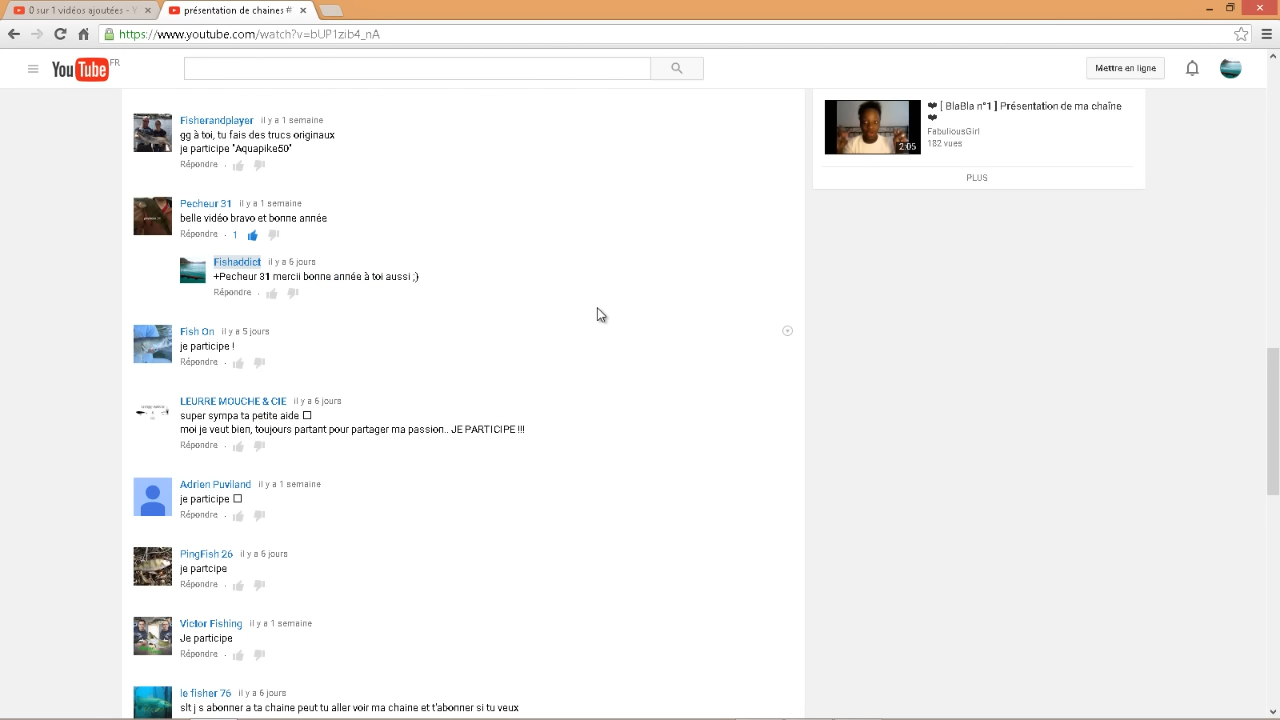 0 sur 1 vidéos ajoutées - Y
présentation de chaines #
https://www.youtube.com/watch?v=bUP1zib4_nA
YouTube FR
Mettre en ligne
Fisherandplayer il y a 1 semaine
gg à toi, tu fais des trucs originaux
je participe "Aquapike50"
Répondre ·
Pecheur 31 il y a 1 semaine
belle vidéo bravo et bonne année
Répondre · 1
Fishaddict il y a 6 jours
+Pecheur 31 mercii bonne année à toi aussi ;)
Répondre ·
Fish On il y a 5 jours
je participe !
Répondre ·
LEURRE MOUCHE & CIE il y a 6 jours
super sympa ta petite aide □
moi je veut bien, toujours partant pour partager ma passion.. JE PARTICIPE !!!
Répondre ·
Adrien Puviland il y a 1 semaine
je participe □
Répondre ·
PingFish 26 il y a 6 jours
je partcipe
Répondre ·
Victor Fishing il y a 1 semaine
Je participe
Répondre ·
le fisher 76 il y a 6 jours
slt j s abonner a ta chaine peut tu aller voir ma chaine et t'abonner si tu veux
❤ [ BlaBla n°1 ] Présentation de ma chaîne
❤
FabuliousGirl
182 vues
2:05
PLUS